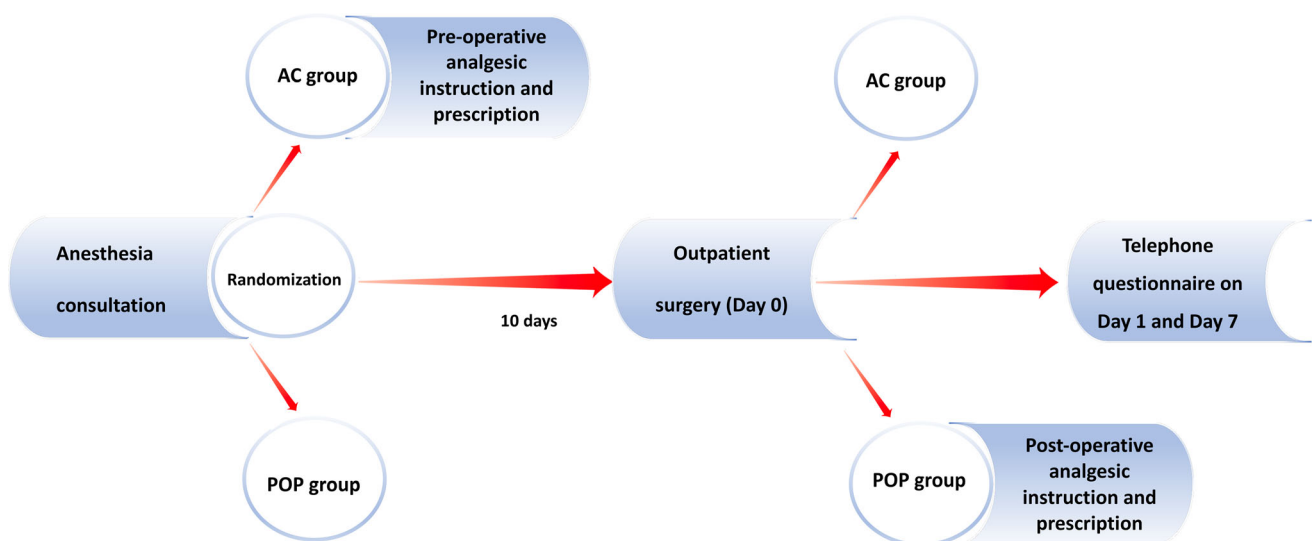 AC group
Pre-operative
analgesic
instruction and
prescription
AC group
Anesthesia
consultation
Randomization
10 days
Outpatient
surgery (Day 0)
Telephone
questionnaire on
Day 1 and Day 7
POP group
POP group
Post-operative
analgesic
instruction and
prescription